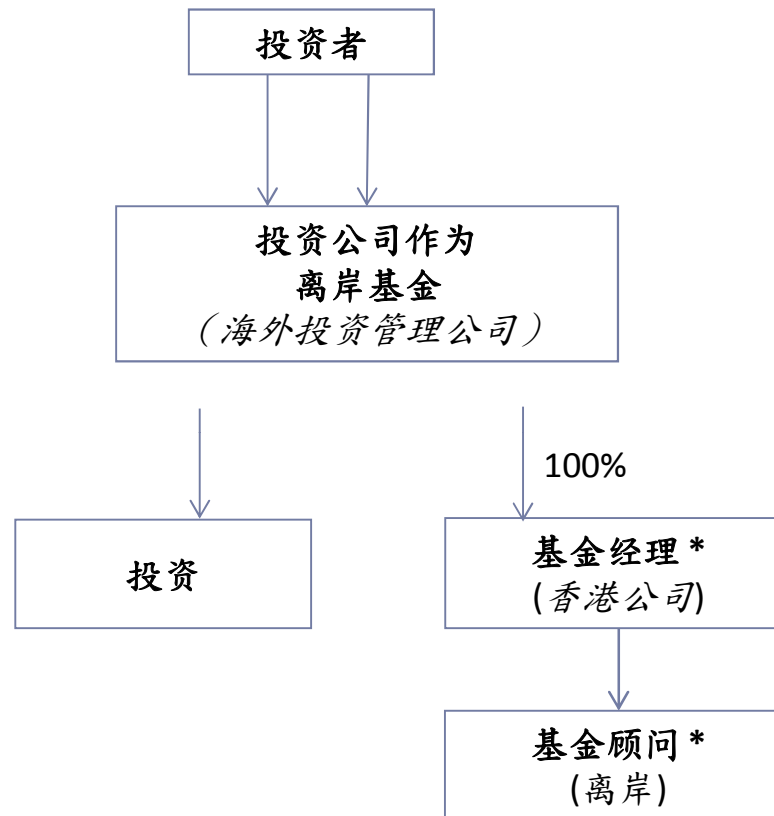 投资者
投资公司作为
离岸基金
（海外投资管理公司）
100%
投资
基金经理 *
(香港公司)
基金顾问 *
(离岸)